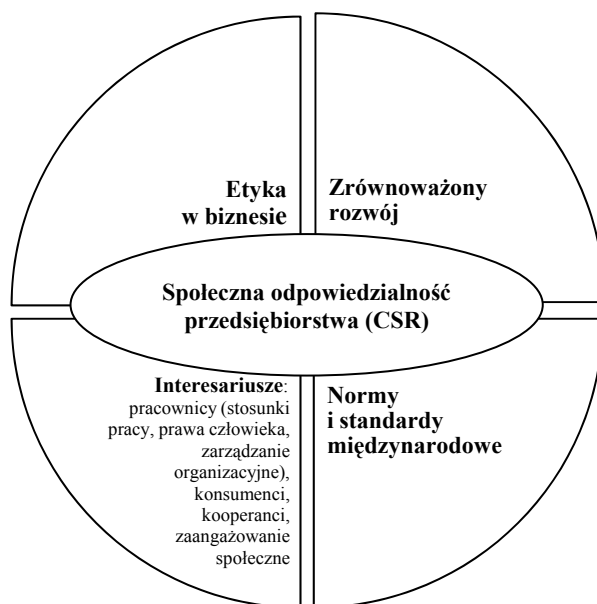 Etyka
w biznesie
Zrównoważony
rozwój
Społeczna odpowiedzialność
przedsiębiorstwa (CSR)
Interesariusze:
pracownicy (stosunki
pracy, prawa człowieka,
zarządzanie
organizacyjne),
konsumenci,
kooperanci,
zaangażowanie
społeczne
Normy
i standardy
międzynarodowe